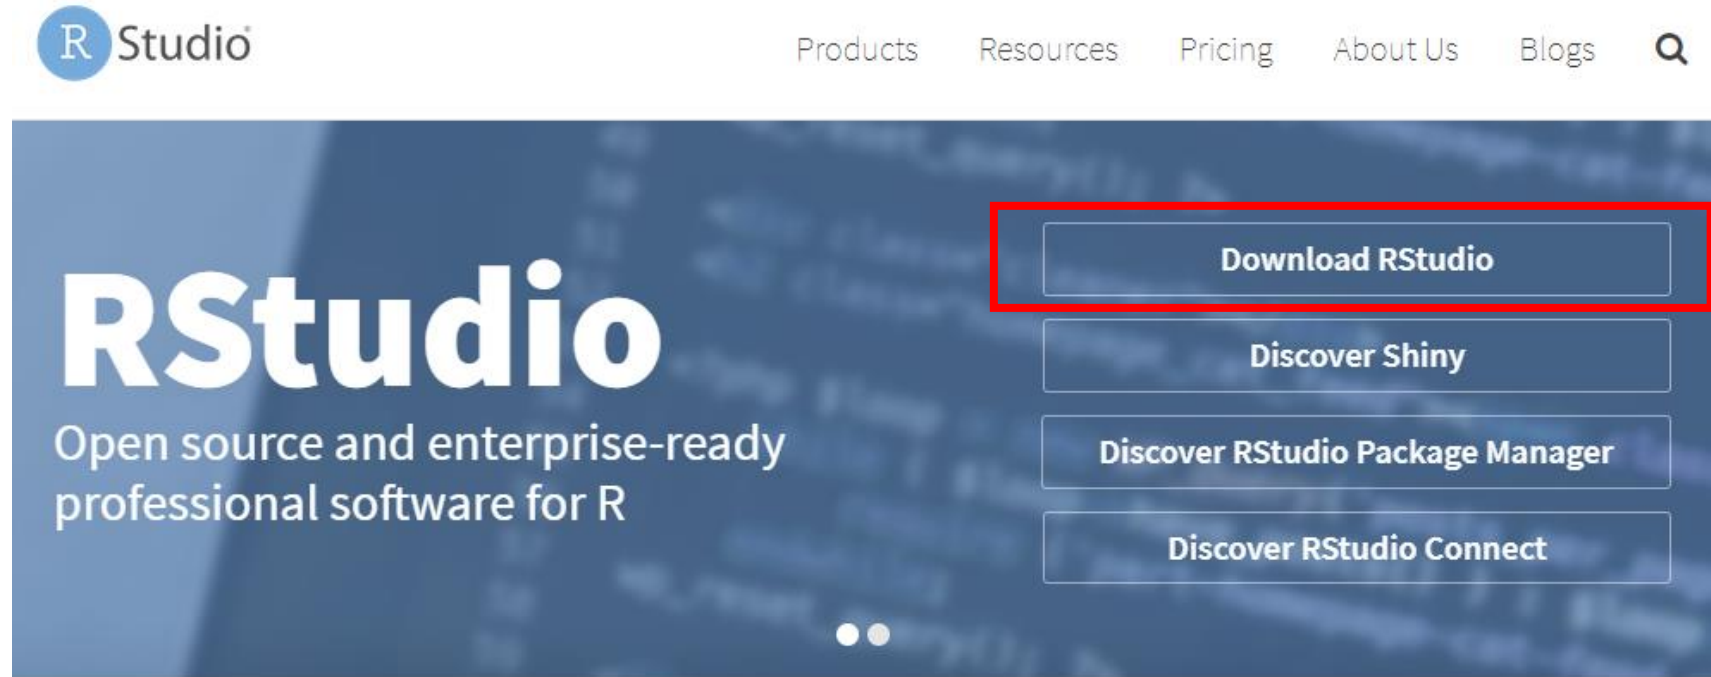 R Studio
Products Resources Pricing About Us Blogs
RStudio
Open source and enterprise-ready
professional software for R
Download RStudio
Discover Shiny
Discover RStudio Package Manager
Discover RStudio Connect